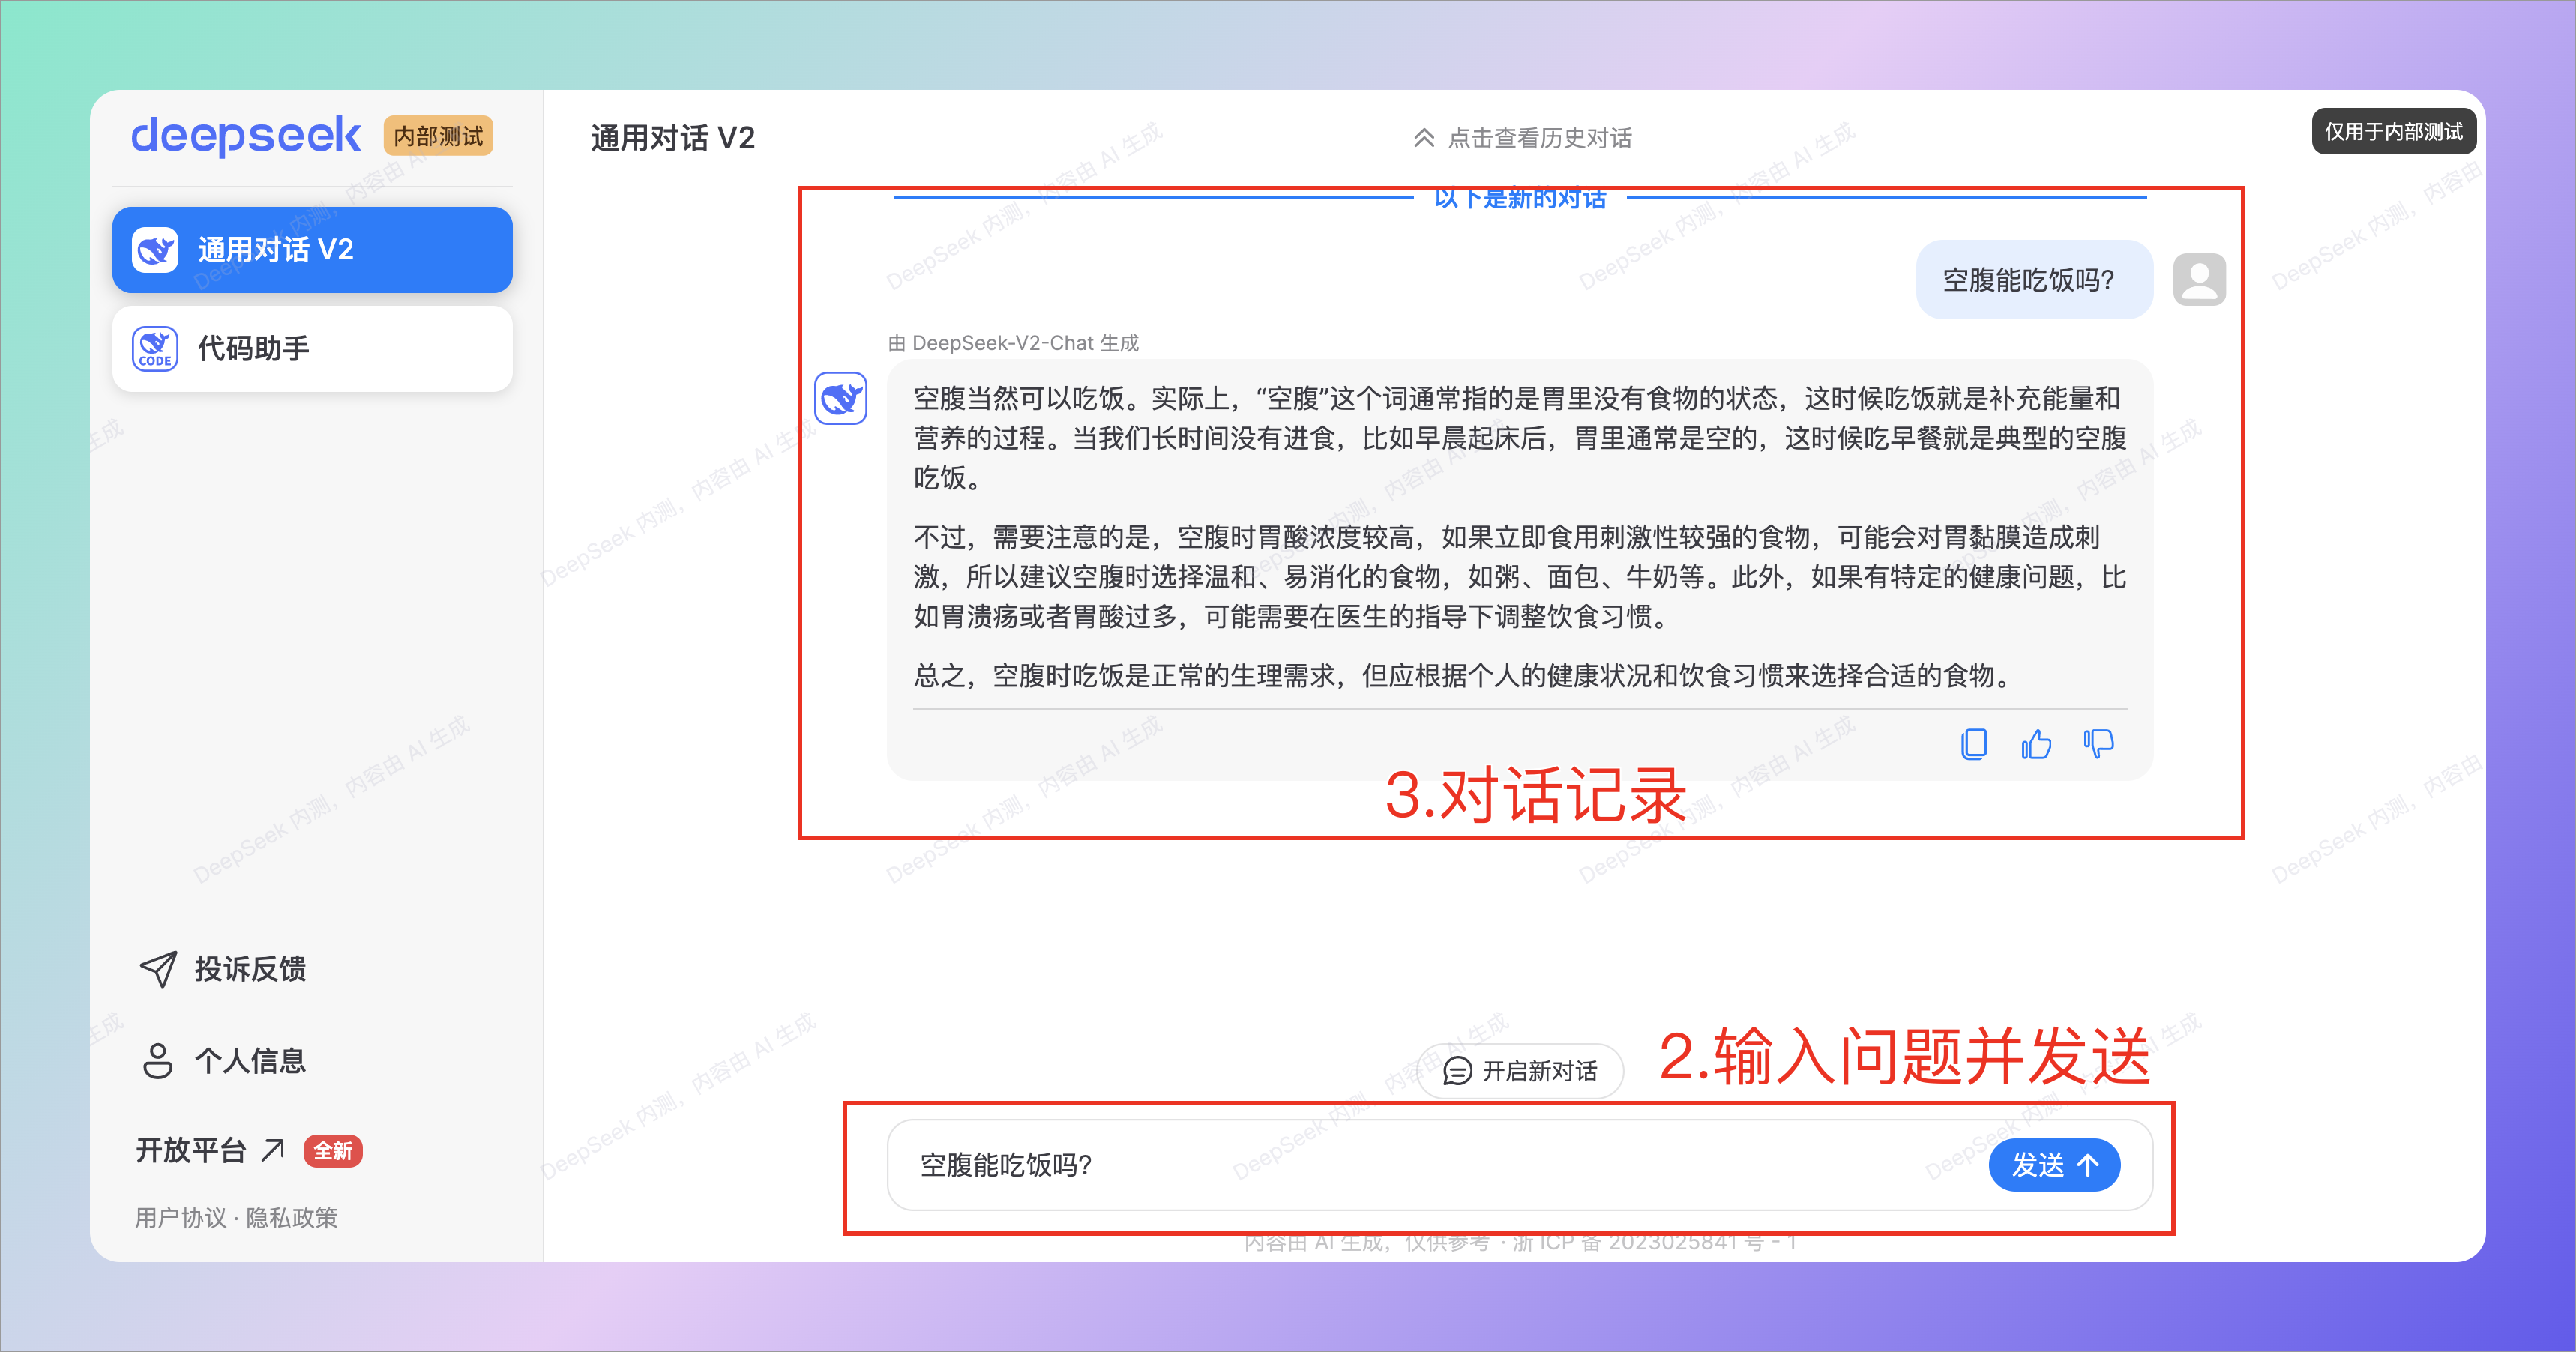 deepseek 内部测试
通用对话 V2
CODE 代码助手
投诉反馈
个人信息
开放平台 全新
用户协议 · 隐私政策
通用对话 V2
点击查看历史对话
仅用于内部测试
以下是新的对话
空腹能吃饭吗?
由 DeepSeek-V2-Chat 生成
空腹当然可以吃饭。实际上，“空腹”这个词通常指的是胃里没有食物的状态，这时候吃饭就是补充能量和
营养的过程。当我们长时间没有进食，比如早晨起床后，胃里通常是空的，这时候吃早餐就是典型的空腹
吃饭。
不过，需要注意的是，空腹时胃酸浓度较高，如果立即食用刺激性较强的食物，可能会对胃黏膜造成刺
激，所以建议空腹时选择温和、易消化的食物，如粥、面包、牛奶等。此外，如果有特定的健康问题，比
如胃溃疡或者胃酸过多，可能需要在医生的指导下调整饮食习惯。
总之，空腹时吃饭是正常的生理需求，但应根据个人的健康状况和饮食习惯来选择合适的食物。
3.对话记录
开启新对话
2.输入问题并发送
空腹能吃饭吗?
发送
内容由 AI 生成，仅供参考 · 浙 ICP 备 2023025841 号 - 1
DeepSeek 内测，内容由 AI 生成